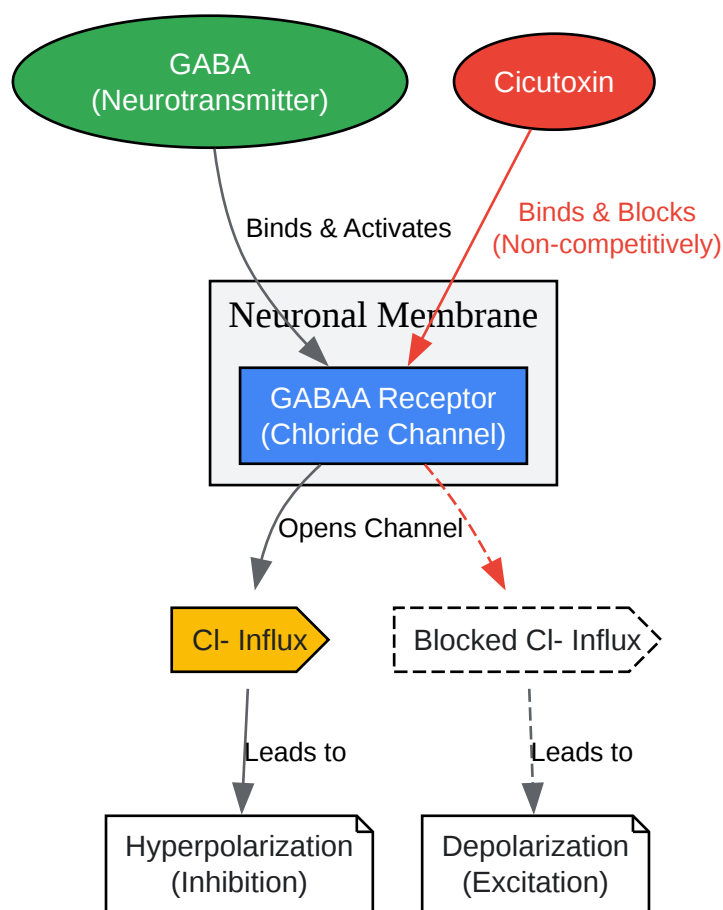 GABA
(Neurotransmitter)
Cicutoxin
Binds & Activates
Binds & Blocks
(Non-competitively)
Neuronal Membrane
GABAA Receptor
(Chloride Channel)
Opens Channel
Cl- Influx
Blocked Cl- Influx
Leads to
Leads to
Hyperpolarization
(Inhibition)
Depolarization
(Excitation)